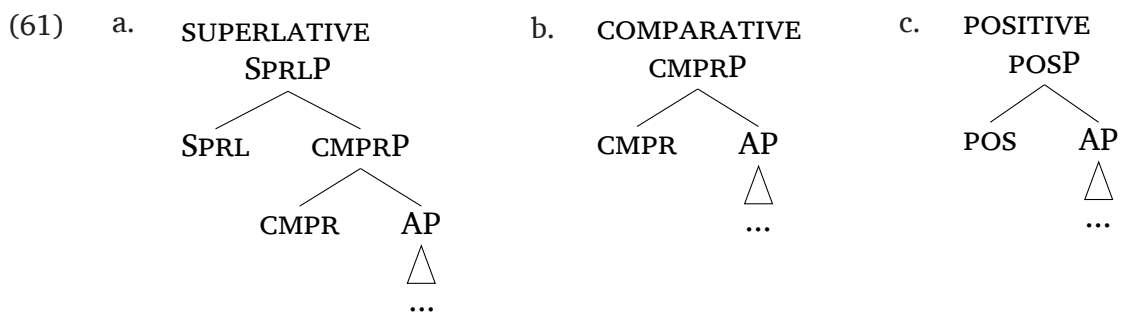 (61) a. SUPERLATIVE b. COMPARATIVE c. POSITIVE
SPRLP CMPRP POSP
SPRL CMPRP CMPR AP POS AP
CMPR AP ... ...
...